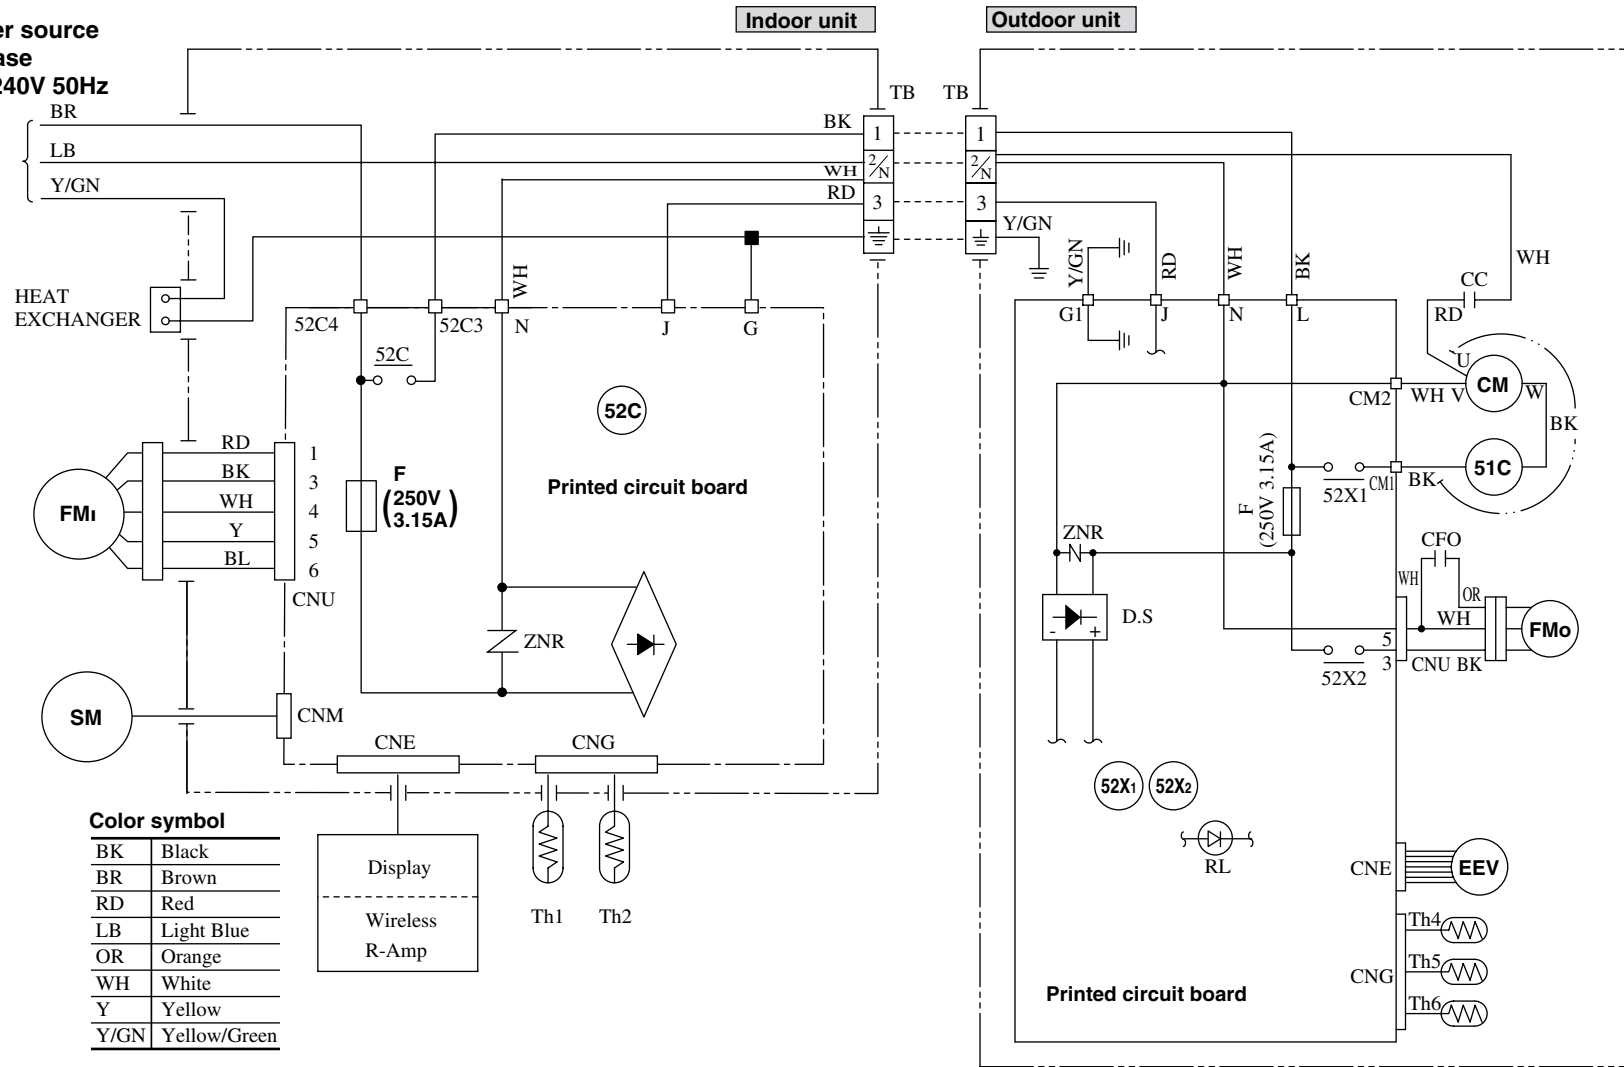 Indoor unit
Outdoor unit
er source
ase
240V 50Hz
BR
LB
Y/GN
TB
TB
BK
1
1
2/N
2/N
WH
RD
3
3
Y/GN
HEAT
EXCHANGER
52C4
52C3
WH
N
J
G
52C
52C
F
(250V
3.15A)
Printed circuit board
FMI
RD
BK
WH
Y
BL
1
3
4
5
6
CNU
ZNR
SM
CNM
CNE
CNG
Display
Wireless
R-Amp
Th1
Th2
Color symbol
BK Black
BR Brown
RD Red
LB Light Blue
OR Orange
WH White
Y Yellow
Y/GN Yellow/Green
Y/GN
RD
WH
BK
G1
J
N
L
WH
CC
RD
U
CM
CM2
WH V
W
BK
51C
BK
CM1
52X1
F
(250V 3.15A)
ZNR
D.S
-
+
CFO
WH
OR
WH
FMo
5
3
CNU BK
52X2
52X1
52X2
RL
CNE
EEV
Th4
CNG
Th5
Th6
Printed circuit board